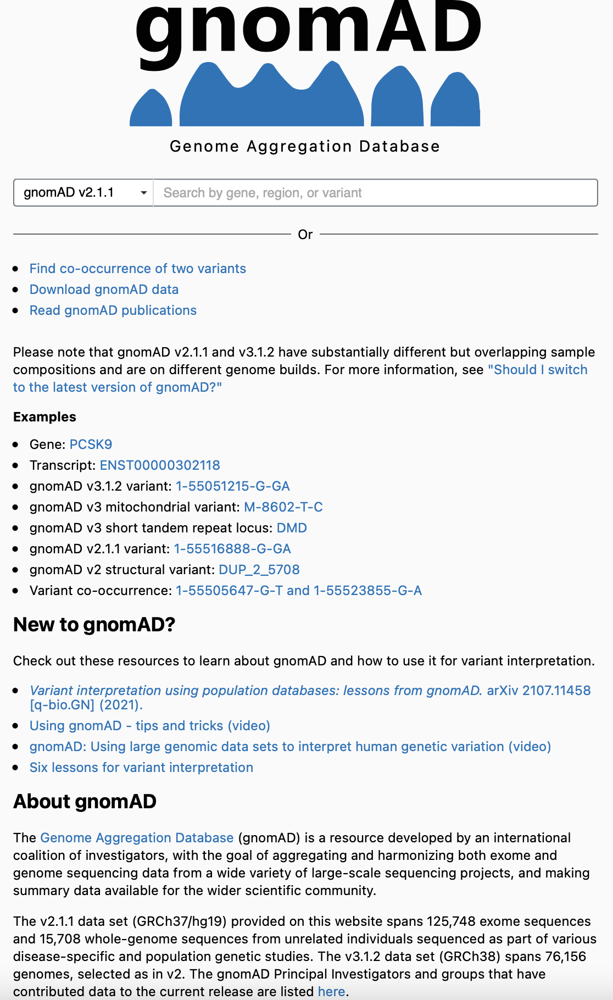 gnomAD
Genome Aggregation Database
gnomAD v2.1.1
Search by gene, region, or variant
Or
Find co-occurrence of two variants
Download gnomAD data
Read gnomAD publications
Please note that gnomAD v2.1.1 and v3.1.2 have substantially different but overlapping sample
compositions and are on different genome builds. For more information, see "Should I switch
to the latest version of gnomAD?"
Examples
Gene: PCSK9
Transcript: ENST00000302118
gnomAD v3.1.2 variant: 1-55051215-G-GA
gnomAD v3 mitochondrial variant: M-8602-T-C
gnomAD v3 short tandem repeat locus: DMD
gnomAD v2.1.1 variant: 1-55516888-G-GA
gnomAD v2 structural variant: DUP_2_5708
Variant co-occurrence: 1-55505647-G-T and 1-55523855-G-A
New to gnomAD?
Check out these resources to learn about gnomAD and how to use it for variant interpretation.
Variant interpretation using population databases: lessons from gnomAD. arXiv 2107.11458
[q-bio.GN] (2021).
Using gnomAD - tips and tricks (video)
gnomAD: Using large genomic data sets to interpret human genetic variation (video)
Six lessons for variant interpretation
About gnomAD
The Genome Aggregation Database (gnomAD) is a resource developed by an international
coalition of investigators, with the goal of aggregating and harmonizing both exome and
genome sequencing data from a wide variety of large-scale sequencing projects, and making
summary data available for the wider scientific community.
The v2.1.1 data set (GRCh37/hg19) provided on this website spans 125,748 exome sequences
and 15,708 whole-genome sequences from unrelated individuals sequenced as part of various
disease-specific and population genetic studies. The v3.1.2 data set (GRCh38) spans 76,156
genomes, selected as in v2. The gnomAD Principal Investigators and groups that have
contributed data to the current release are listed here.